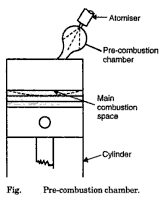 Atomiser
Pre-combustion
chamber
Main
combustion
space
Cylinder
Fig. Pre-combustion chamber.